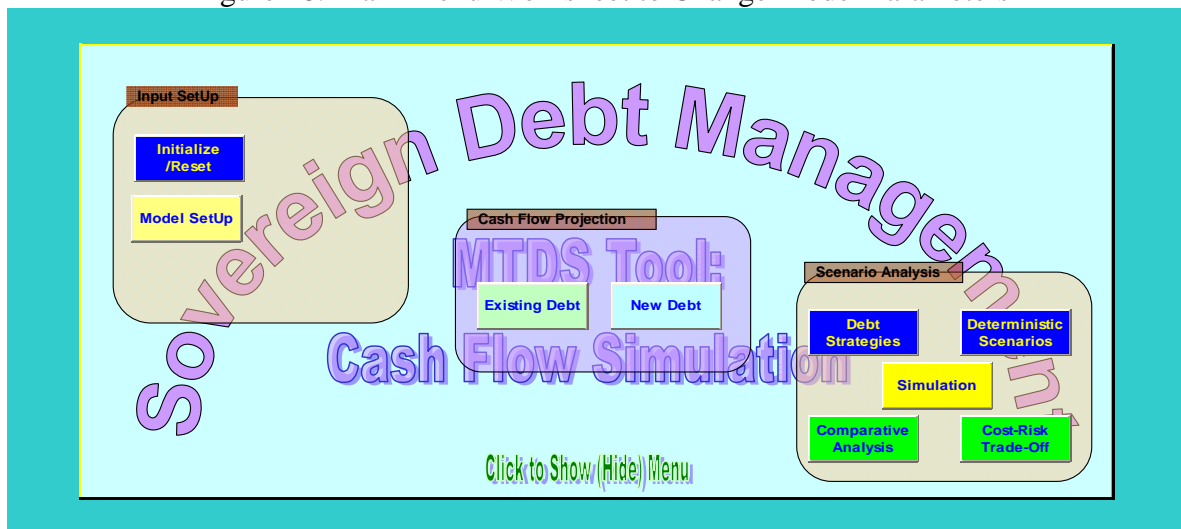 Sovereign Debt Management
Input SetUp
Initialize
/Reset
Model SetUp
Cash Flow Projection
MTDS Tool:
Existing Debt
New Debt
Cash Flow Simulation
Scenario Analysis
Debt
Strategies
Deterministic
Scenarios
Simulation
Comparative
Analysis
Cost-Risk
Trade-Off
Click to Show (Hide) Menu